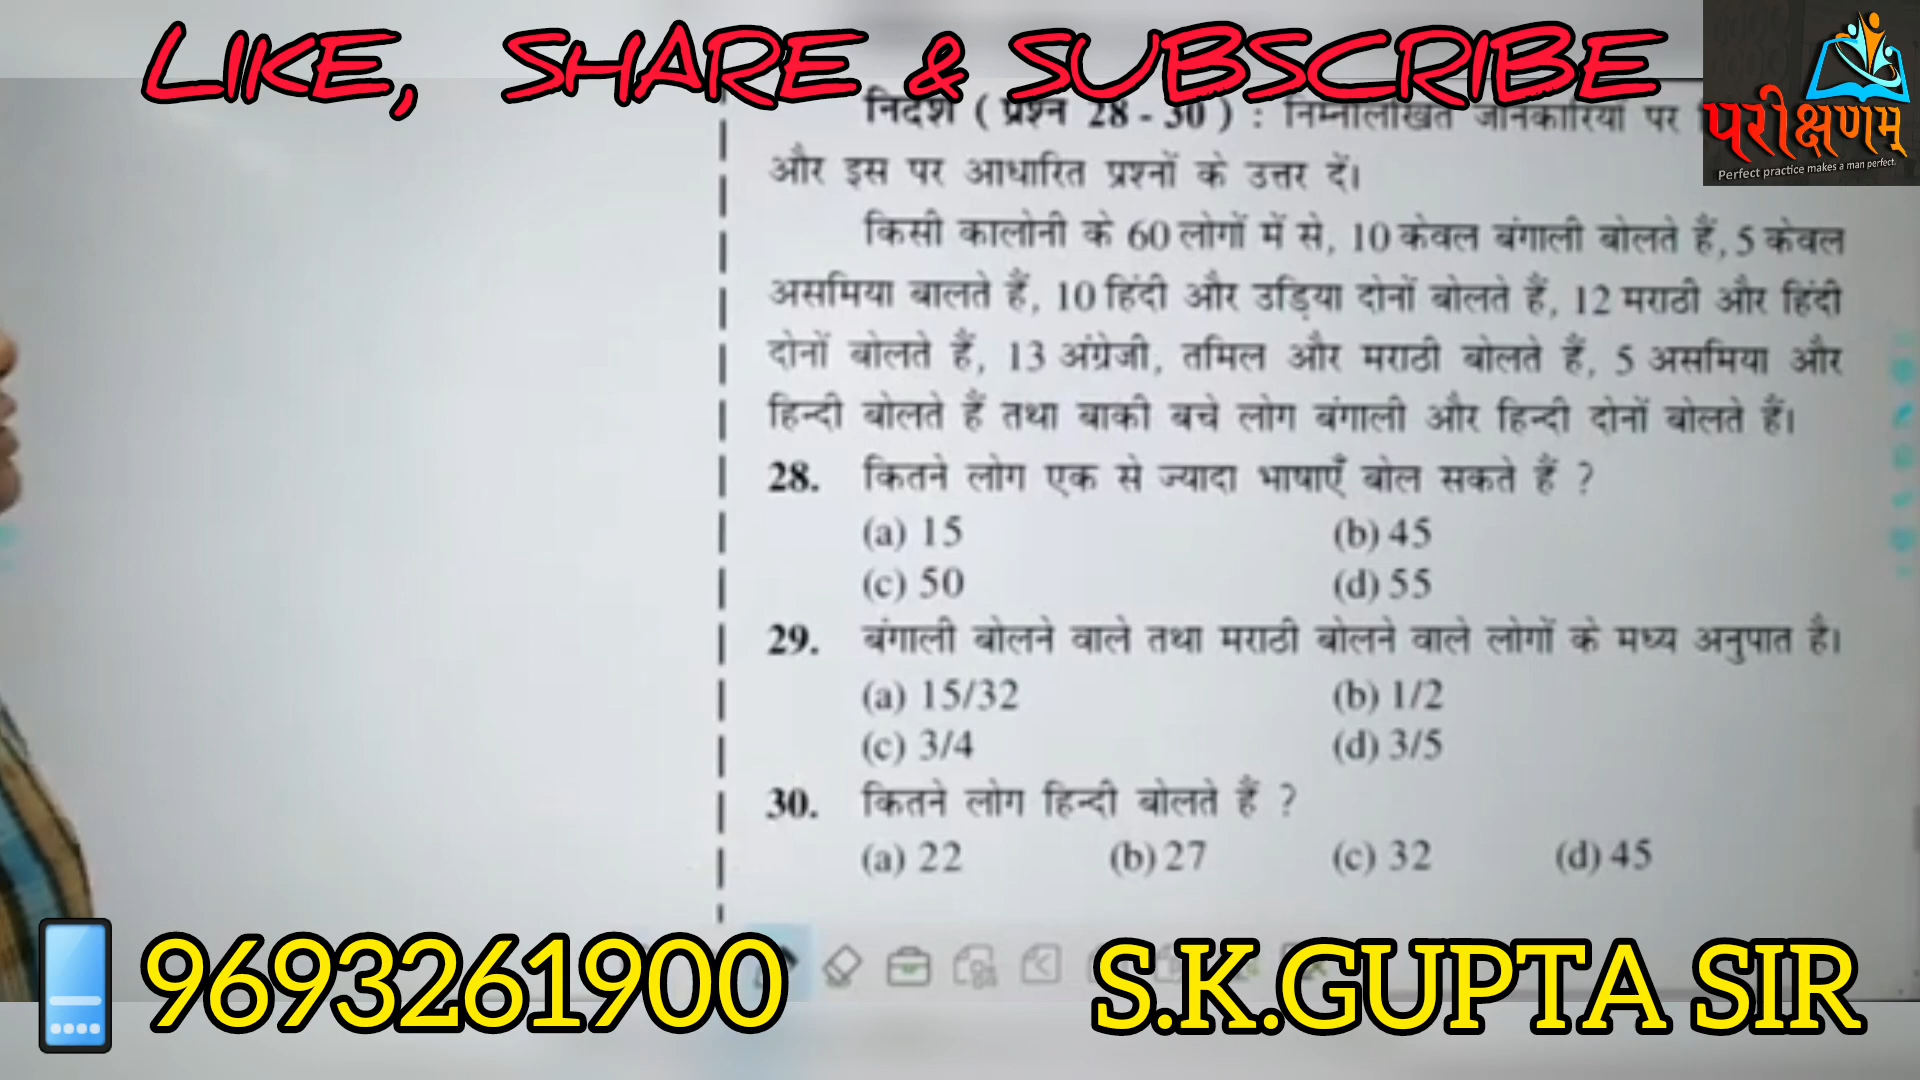 LIKE, SHARE & SUBSCRIBE
परीक्षणम्
Perfect practice makes a man perfect.
निर्देश ( प्रश्न 28 - 30 ) : निम्नलिखित जानकारियों पर
और इस पर आधारित प्रश्नों के उत्तर दें।
किसी कालोनी के 60 लोगों में से, 10 केवल बंगाली बोलते हैं, 5 केवल
असमिया बालते हैं, 10 हिंदी और उड़िया दोनों बोलते हैं, 12 मराठी और हिंदी
दोनों बोलते हैं, 13 अंग्रेजी, तमिल और मराठी बोलते हैं, 5 असमिया और
हिन्दी बोलते हैं तथा बाकी बचे लोग बंगाली और हिन्दी दोनों बोलते हैं।
28. कितने लोग एक से ज्यादा भाषाएँ बोल सकते हैं ?
(a) 15 (b) 45
(c) 50 (d) 55
29. बंगाली बोलने वाले तथा मराठी बोलने वाले लोगों के मध्य अनुपात है।
(a) 15/32 (b) 1/2
(c) 3/4 (d) 3/5
30. कितने लोग हिन्दी बोलते हैं ?
(a) 22 (b) 27 (c) 32 (d) 45
9693261900 S.K.GUPTA SIR